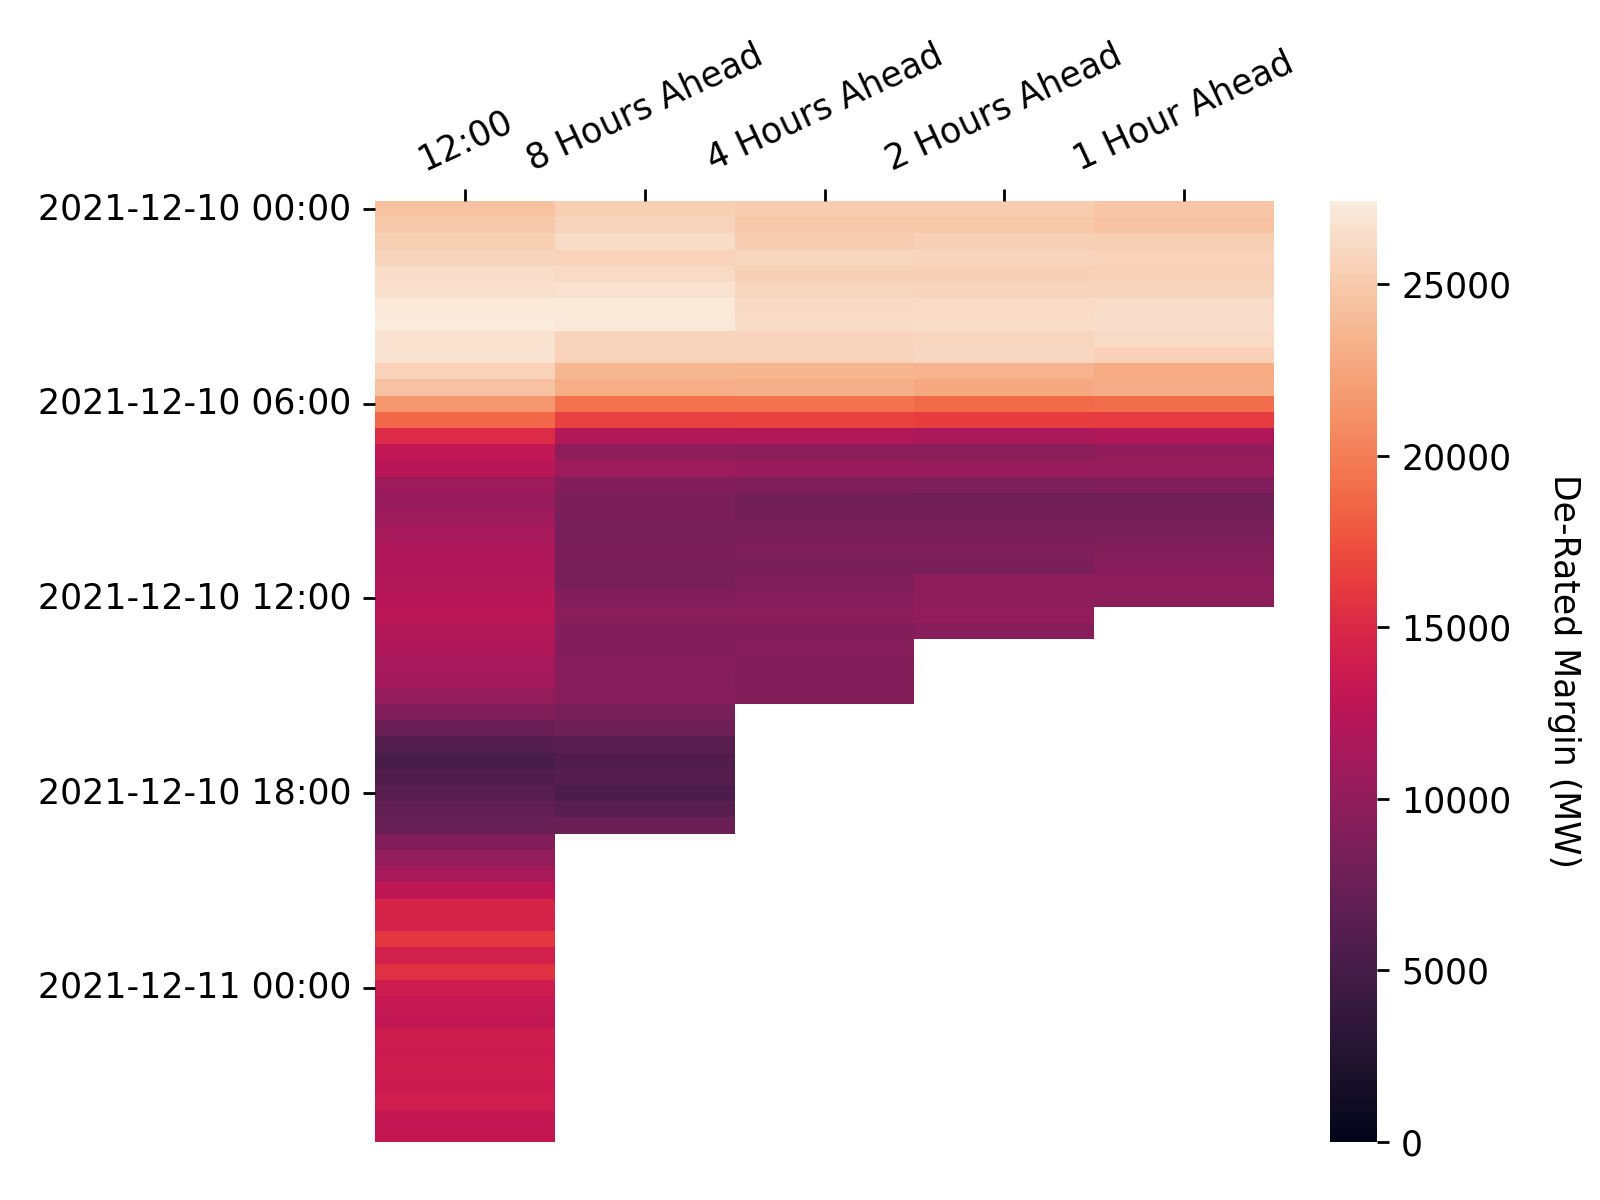 12:00
8 Hours Ahead
4 Hours Ahead
2 Hours Ahead
1 Hour Ahead
2021-12-10 00:00
2021-12-10 06:00
2021-12-10 12:00
2021-12-10 18:00
2021-12-11 00:00
25000
20000
15000
10000
5000
0
De-Rated Margin (MW)